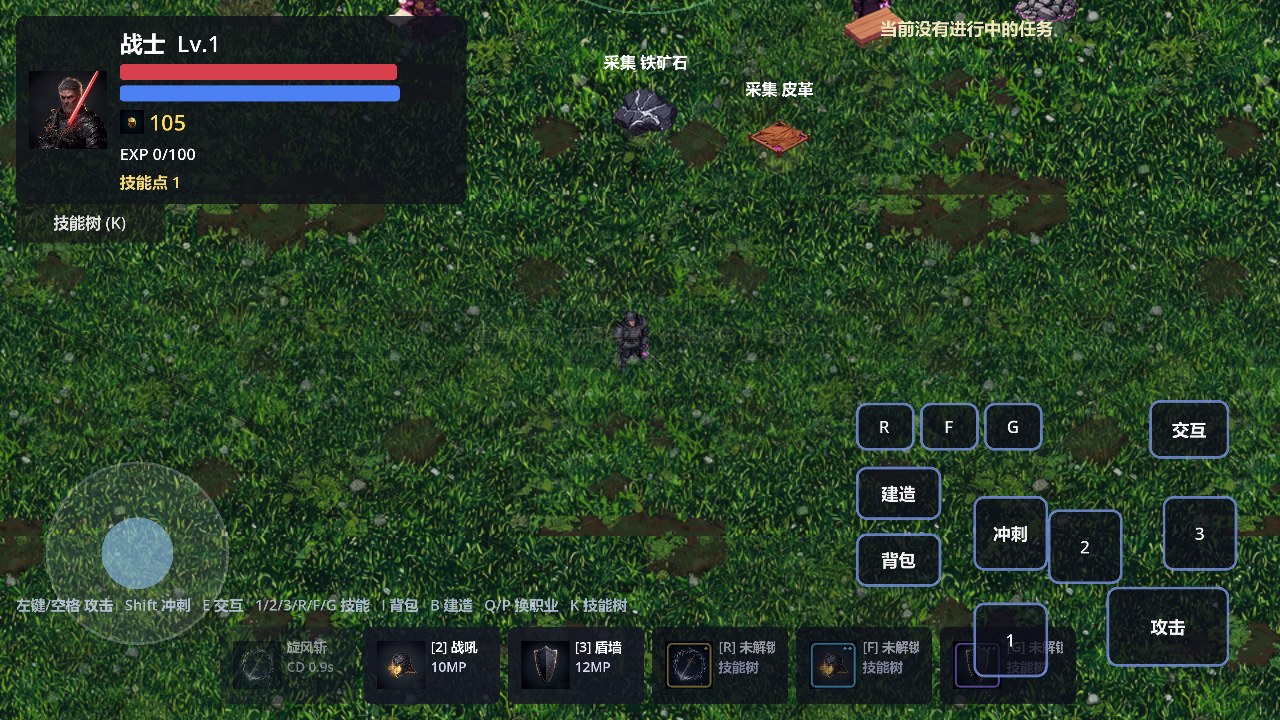 战士 Lv.1
105
EXP 0/100
技能点 1
技能树 (K)
当前没有进行中的任务
采集 铁矿石
采集 皮革
R
F
G
交互
建造
背包
冲刺
2
3
1
攻击
左键/空格 攻击 Shift 冲刺 E 交互 1/2/3/R/F/G 技能 I 背包 B 建造 Q/P 换职业 K 技能树
旋风斩
CD 0.9s
[2] 战吼
10MP
[3] 盾墙
12MP
[R] 未解锁
技能树
[F] 未解锁
技能树
[G] 未解锁
技能树